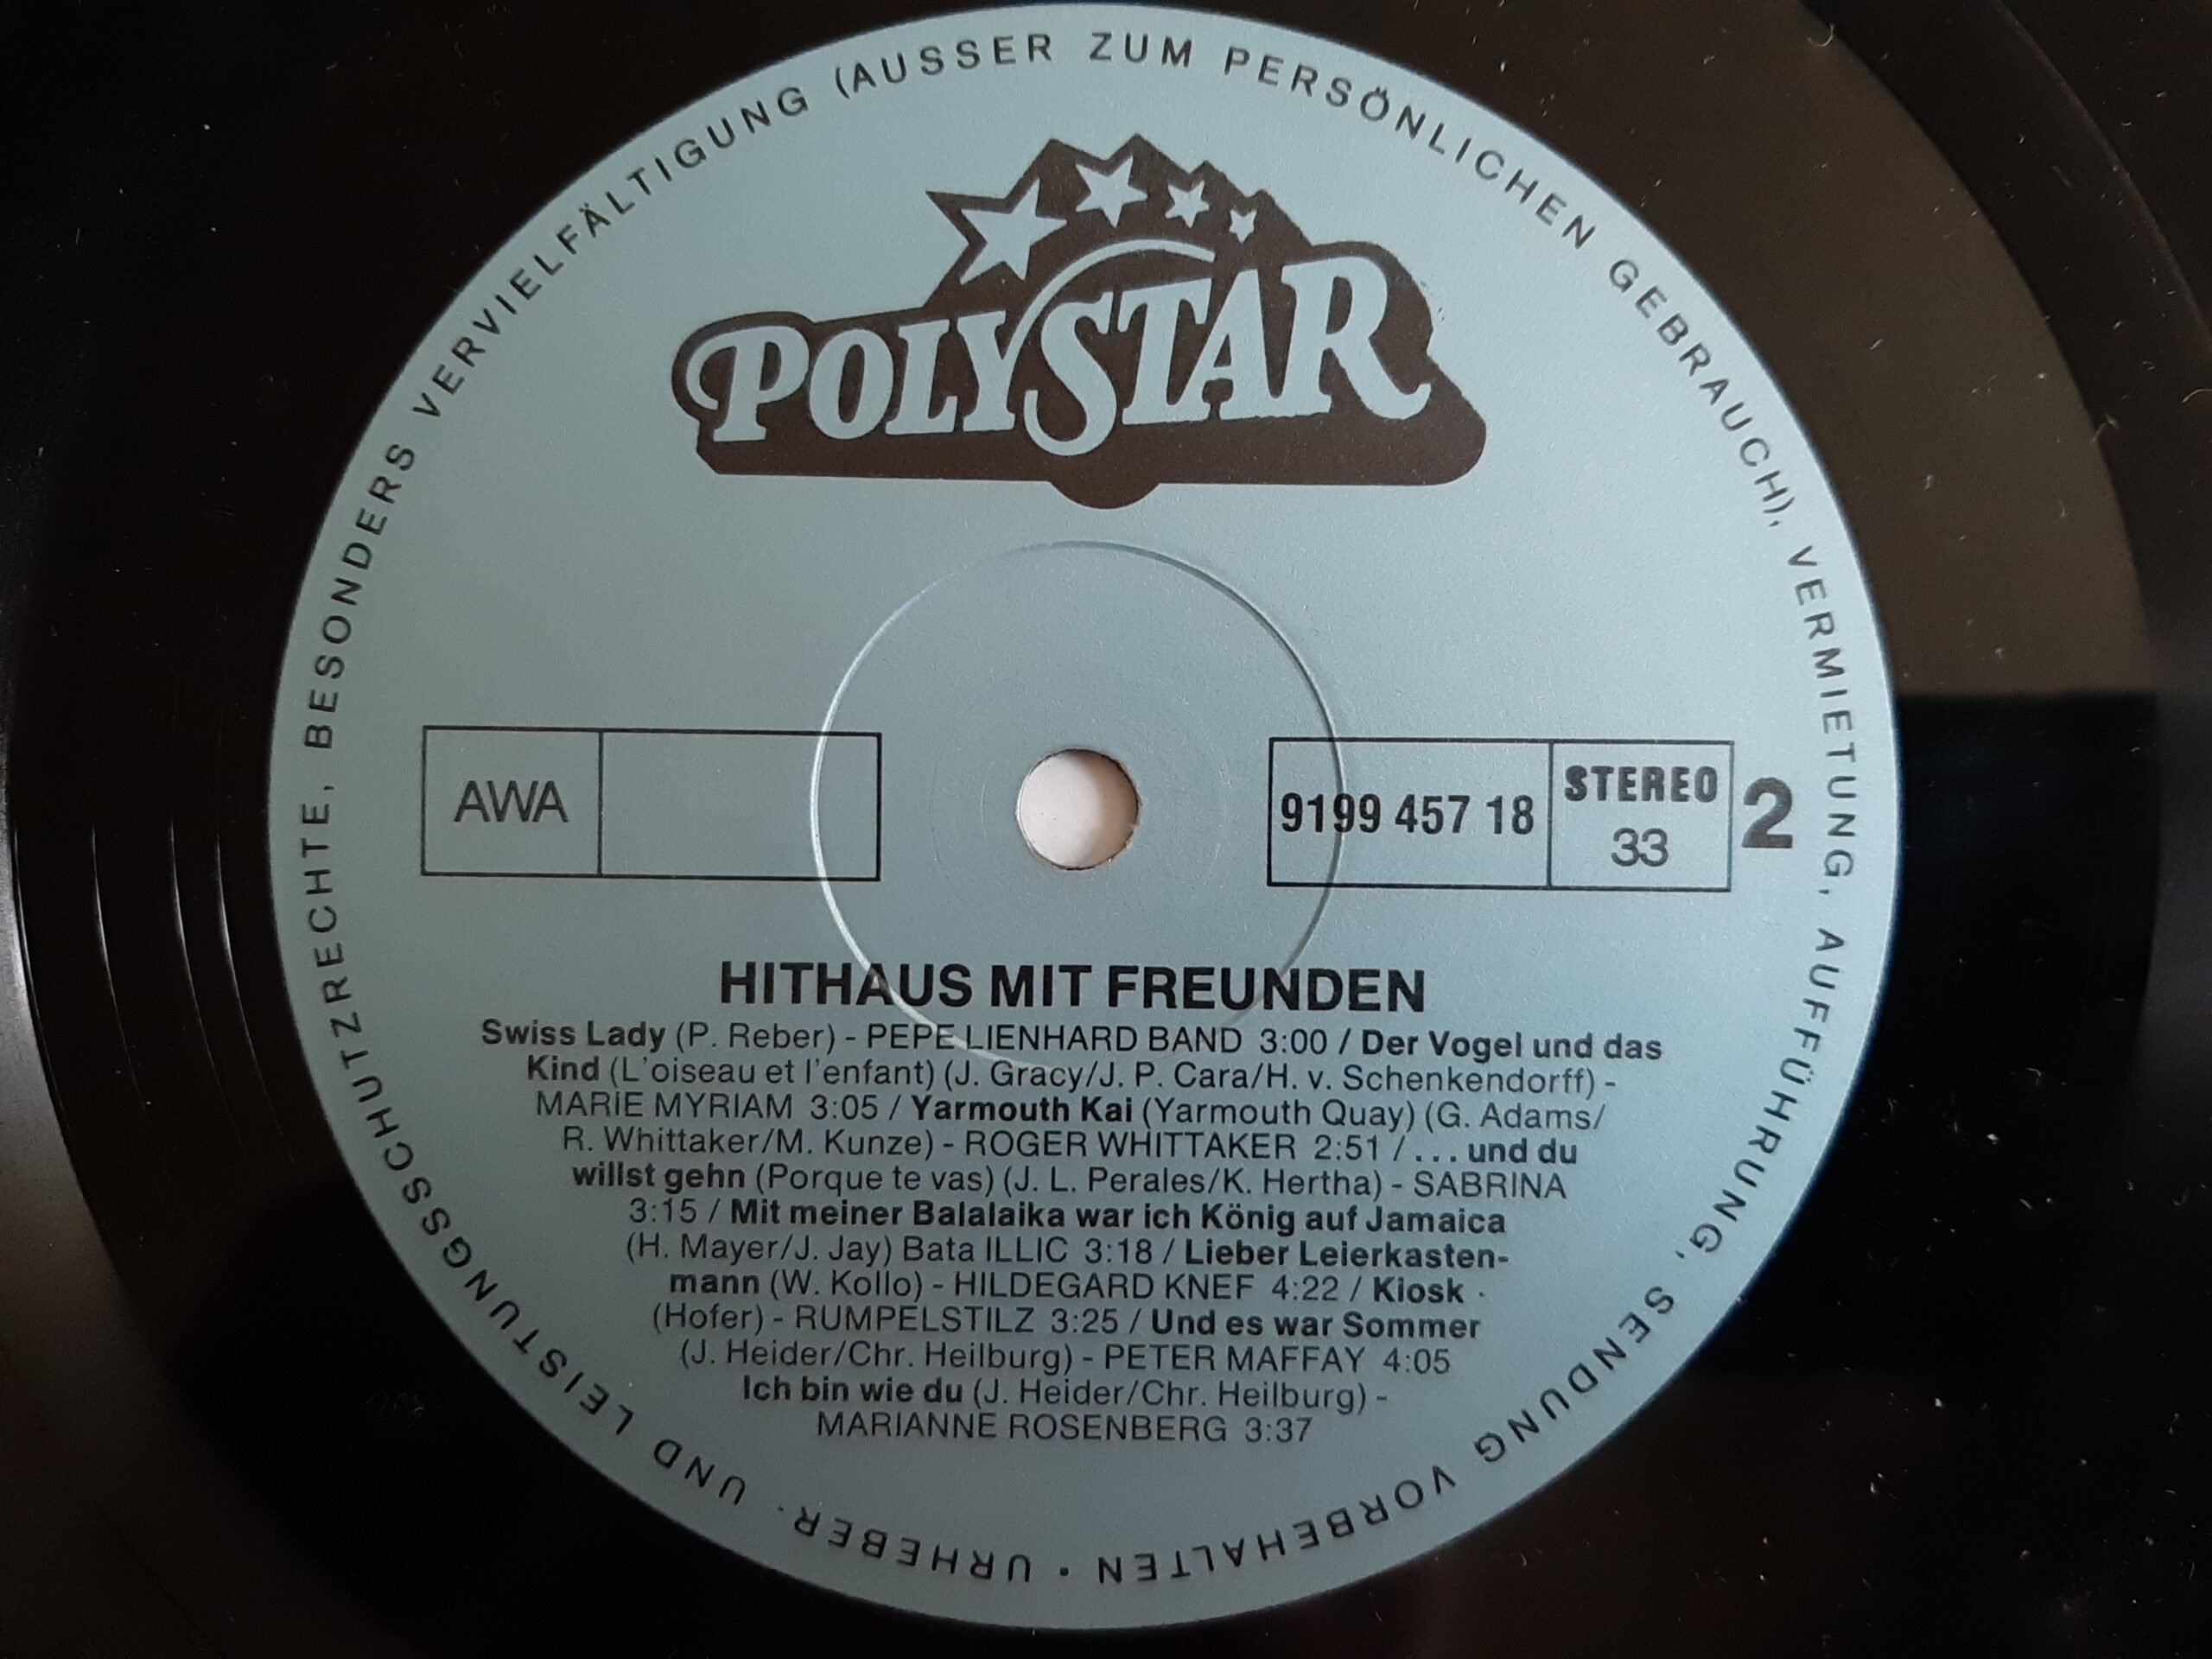 URHEBER- UND LEISTUNGSSCHUTZRECHTE, BESONDERS VERVIELFÄLTIGUNG (AUSSER ZUM PERSÖNLICHEN GEBRAUCH), VERMIETUNG, AUFFÜHRUNG, SENDUNG VORBEHALTEN •
POLYSTAR
AWA
9199 457 18
STEREO
33
2
HITHAUS MIT FREUNDEN
Swiss Lady (P. Reber) - PEPE LIENHARD BAND 3:00 / Der Vogel und das
Kind (L'oiseau et l'enfant) (J. Gracy/J. P. Cara/H. v. Schenkendorff) -
MARIE MYRIAM 3:05 / Yarmouth Kai (Yarmouth Quay) (G. Adams/
R. Whittaker/M. Kunze) - ROGER WHITTAKER 2:51 / ... und du
willst gehn (Porque te vas) (J. L. Perales/K. Hertha) - SABRINA
3:15 / Mit meiner Balalaika war ich König auf Jamaica
(H. Mayer/J. Jay) Bata ILLIC 3:18 / Lieber Leierkasten-
mann (W. Kollo) - HILDEGARD KNEF 4:22 / Kiosk
(Hofer) - RUMPELSTILZ 3:25 / Und es war Sommer
(J. Heider/Chr. Heilburg) - PETER MAFFAY 4:05
Ich bin wie du (J. Heider/Chr. Heilburg) -
MARIANNE ROSENBERG 3:37